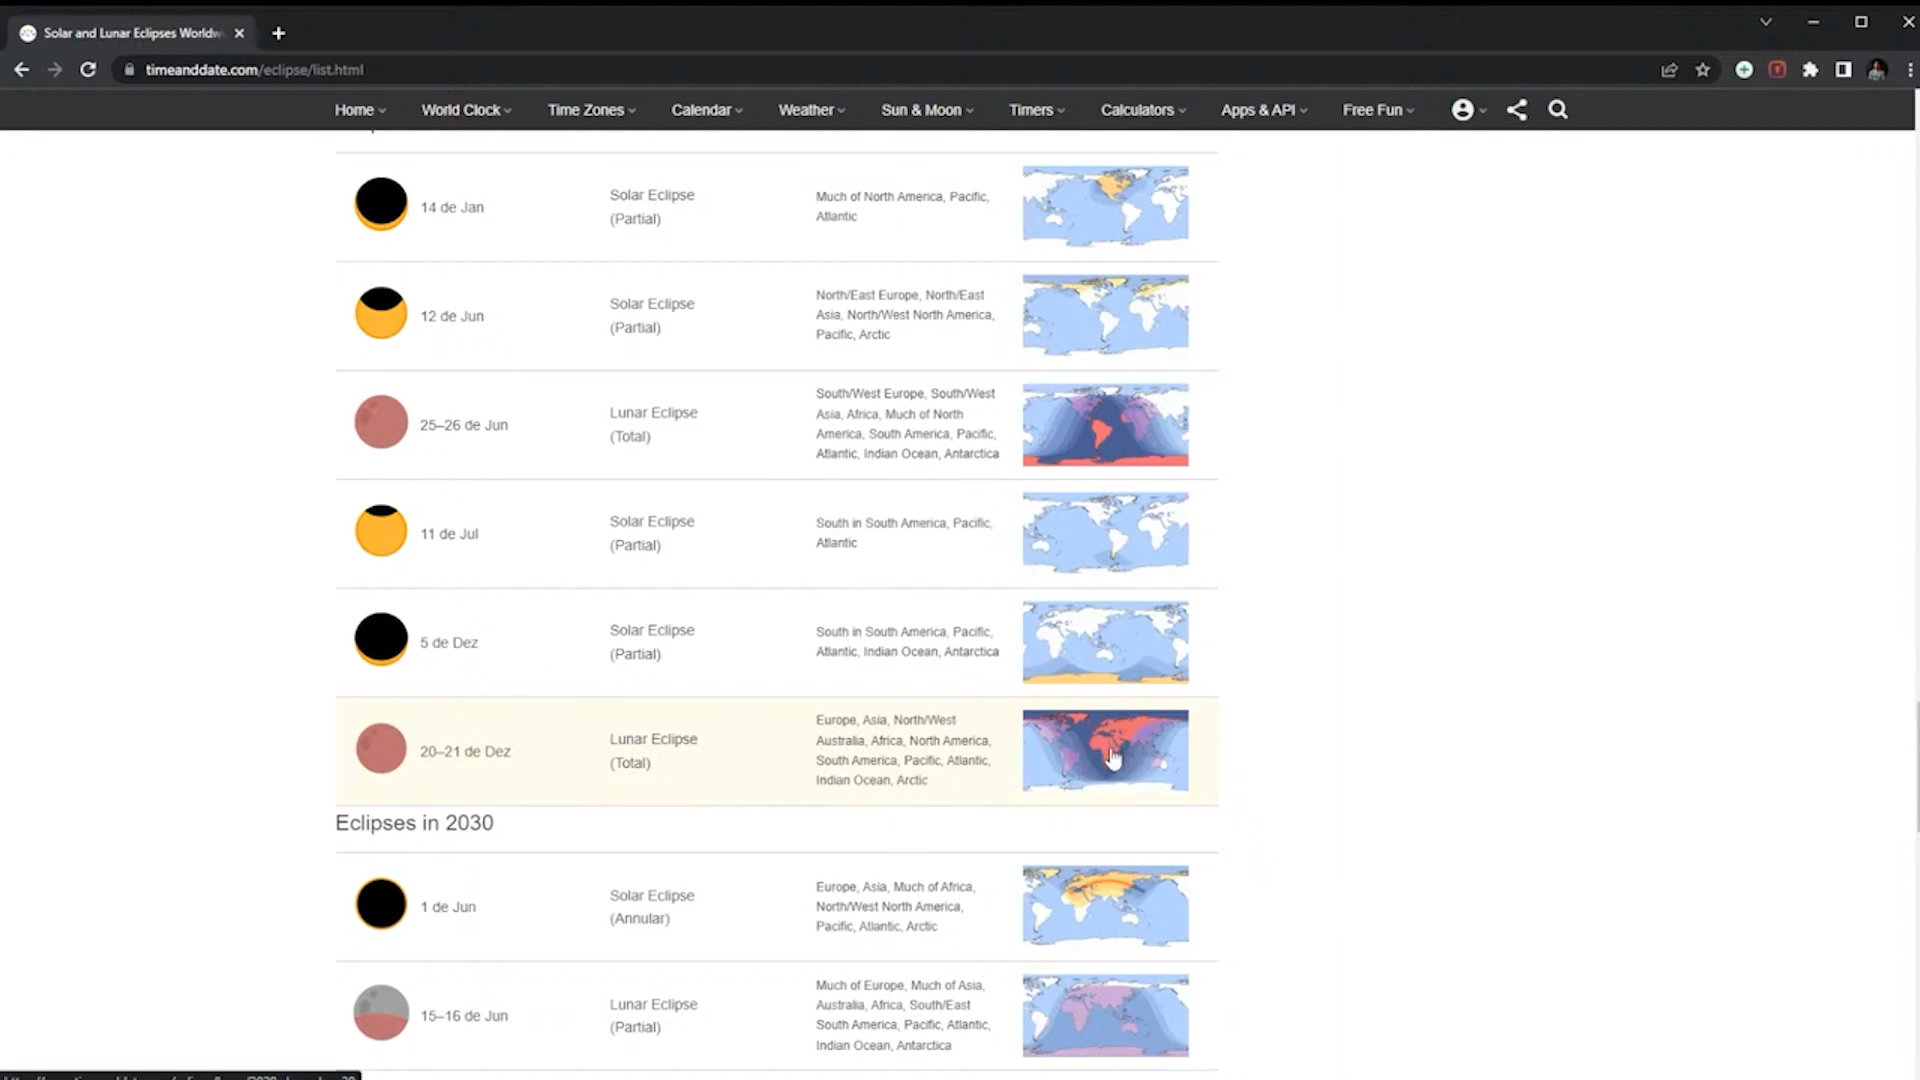 Solar and Lunar Eclipses Worldw
timeanddate.com/eclipse/list.html
Home World Clock Time Zones Calendar Weather Sun & Moon Timers Calculators Apps & API Free Fun
14 de Jan
Solar Eclipse
(Partial)
Much of North America, Pacific,
Atlantic
12 de Jun
Solar Eclipse
(Partial)
North/East Europe, North/East
Asia, North/West North America,
Pacific, Arctic
25–26 de Jun
Lunar Eclipse
(Total)
South/West Europe, South/West
Asia, Africa, Much of North
America, South America, Pacific,
Atlantic, Indian Ocean, Antarctica
11 de Jul
Solar Eclipse
(Partial)
South in South America, Pacific,
Atlantic
5 de Dez
Solar Eclipse
(Partial)
South in South America, Pacific,
Atlantic, Indian Ocean, Antarctica
20–21 de Dez
Lunar Eclipse
(Total)
Europe, Asia, North/West
Australia, Africa, North America,
South America, Pacific, Atlantic,
Indian Ocean, Arctic
Eclipses in 2030
1 de Jun
Solar Eclipse
(Annular)
Europe, Asia, Much of Africa,
North/West North America,
Pacific, Atlantic, Arctic
15–16 de Jun
Lunar Eclipse
(Partial)
Much of Europe, Much of Asia,
Australia, Africa, South/East
South America, Pacific, Atlantic,
Indian Ocean, Antarctica